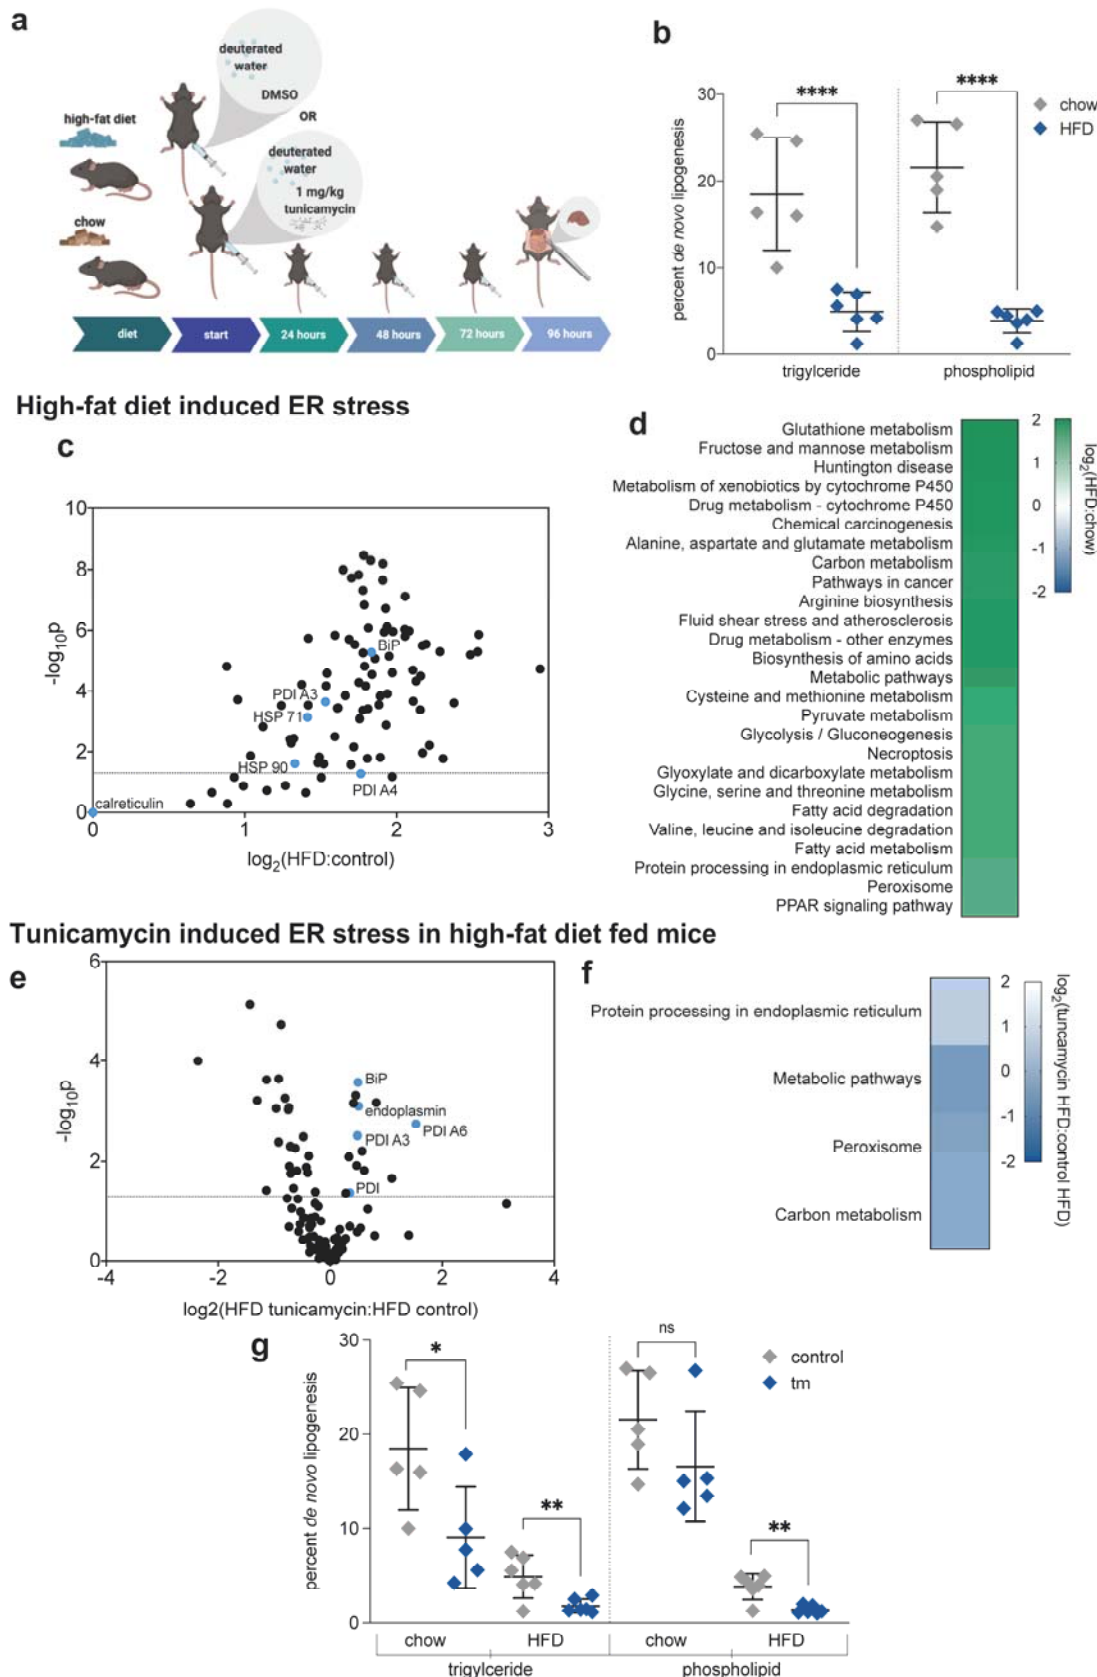 a
deuterated
water
DMSO
OR
high-fat diet
deuterated
water
1 mg/kg
tunicamycin
chow
diet
start
24 hours
48 hours
72 hours
96 hours
b
****
****
chow
HFD
30
20
10
0
percent de novo lipogenesis
trigylceride
phospholipid
High-fat diet induced ER stress
c
10
8
6
4
2
0
-log10p
BiP
PDI A3
HSP 71
HSP 90
PDI A4
calreticulin
0
1
2
3
log2(HFD:control)
d
Glutathione metabolism
Fructose and mannose metabolism
Huntington disease
Metabolism of xenobiotics by cytochrome P450
Drug metabolism - cytochrome P450
Chemical carcinogenesis
Alanine, aspartate and glutamate metabolism
Carbon metabolism
Pathways in cancer
Arginine biosynthesis
Fluid shear stress and atherosclerosis
Drug metabolism - other enzymes
Biosynthesis of amino acids
Metabolic pathways
Cysteine and methionine metabolism
Pyruvate metabolism
Glycolysis / Gluconeogenesis
Necroptosis
Glyoxylate and dicarboxylate metabolism
Glycine, serine and threonine metabolism
Fatty acid degradation
Valine, leucine and isoleucine degradation
Fatty acid metabolism
Protein processing in endoplasmic reticulum
Peroxisome
PPAR signaling pathway
2
1
0
-1
-2
log2(HFD:chow)
Tunicamycin induced ER stress in high-fat diet fed mice
e
6
4
2
0
-log10p
BiP
endoplasmin
PDI A6
PDI A3
PDI
-4
-2
0
2
4
log2(HFD tunicamycin:HFD control)
f
Protein processing in endoplasmic reticulum
Metabolic pathways
Peroxisome
Carbon metabolism
2
1
0
-1
-2
log2(tuncamycin HFD:control HFD)
g
30
20
10
0
percent de novo lipogenesis
*
**
ns
**
control
tm
chow
HFD
chow
HFD
trigylceride
phospholipid